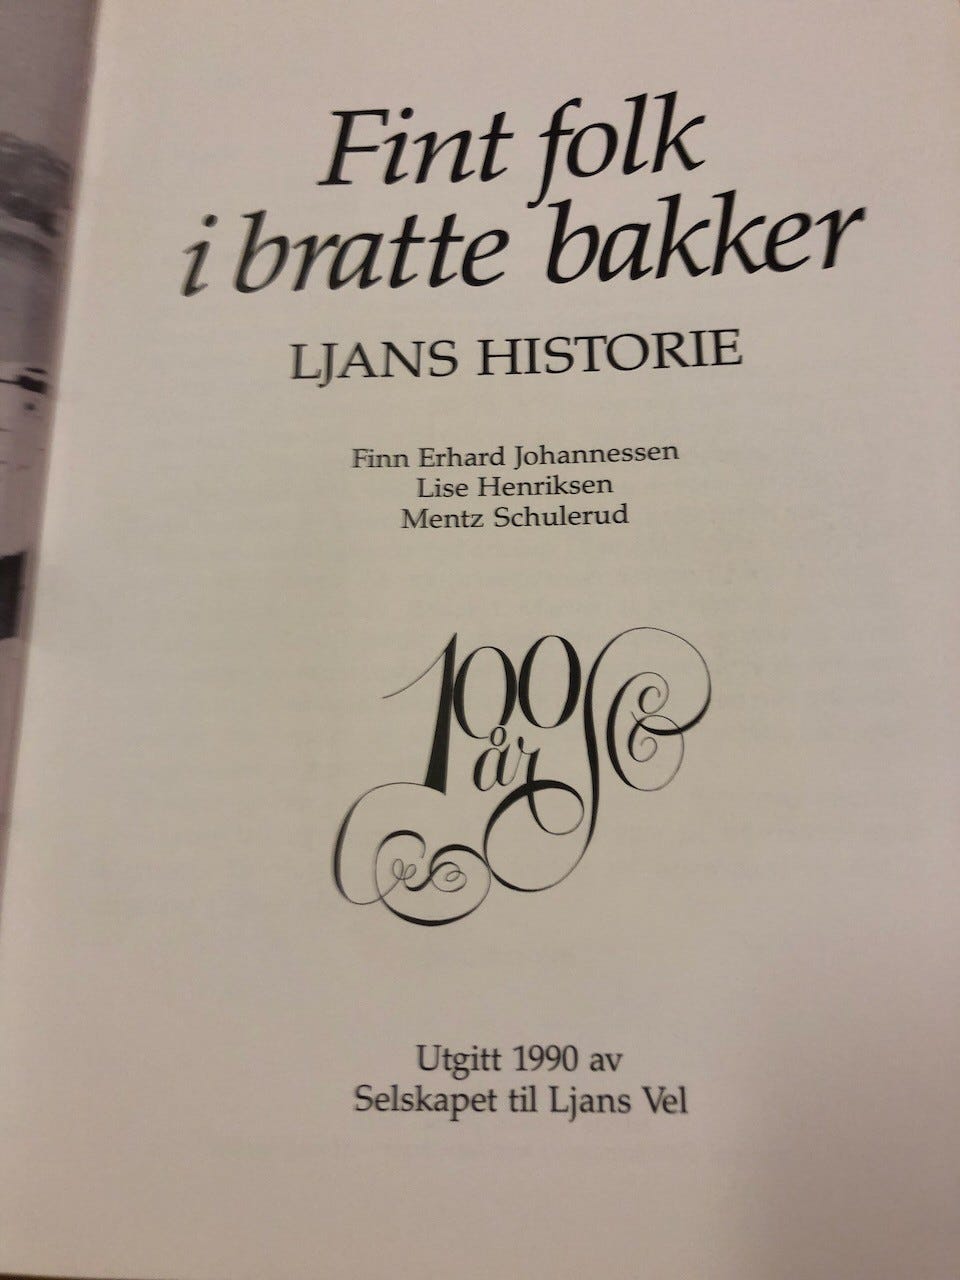 Fint folk
i bratte bakker
LJANS HISTORIE
Finn Erhard Johannessen
Lise Henriksen
Mentz Schulerud
100
år
Utgitt 1990 av
Selskapet til Ljans Vel